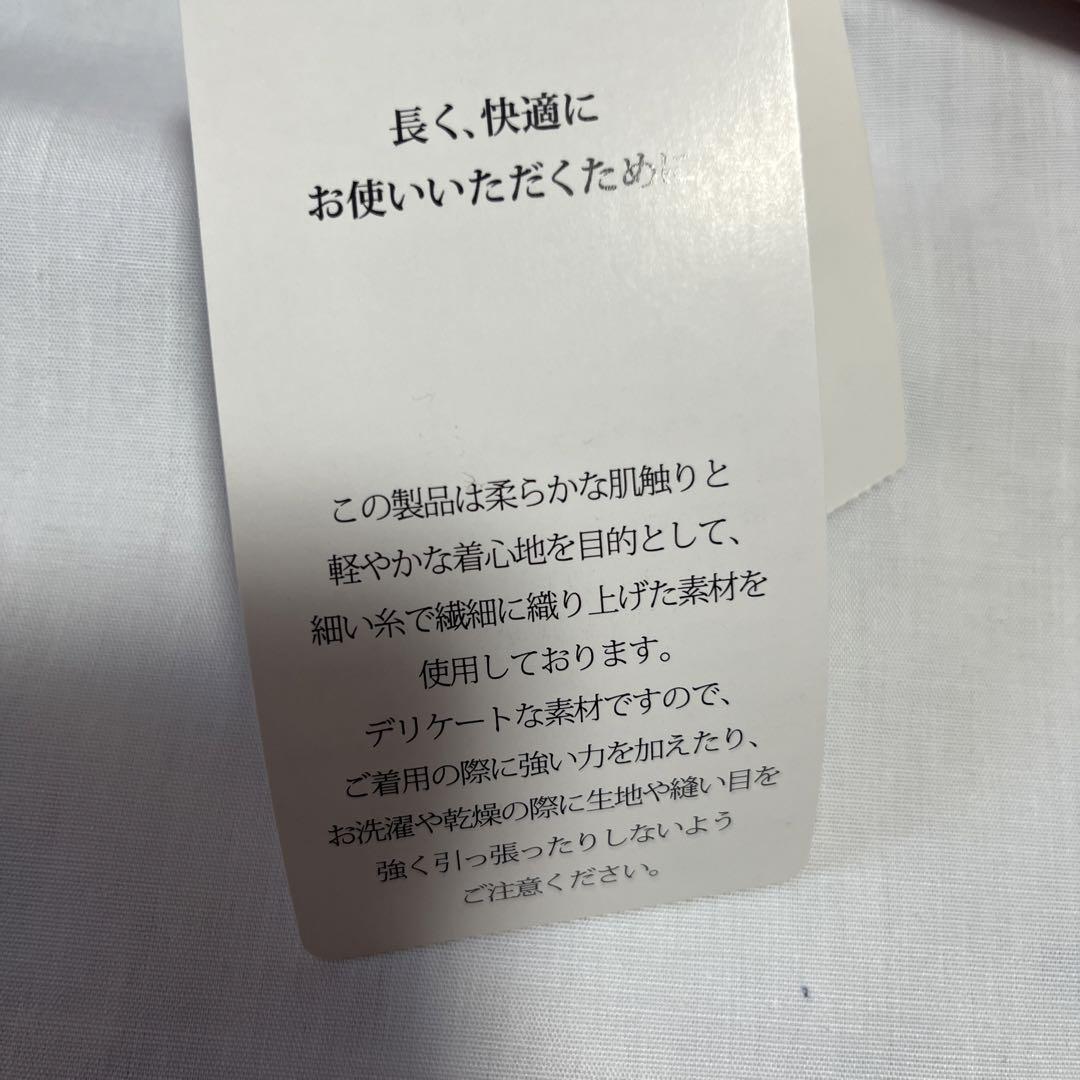 長く、快適に
お使いいただくために
この製品は柔らかな肌触りと
軽やかな着心地を目的として、
細い糸で繊細に織り上げた素材を
使用しております。
デリケートな素材ですので、
ご着用の際に強い力を加えたり、
お洗濯や乾燥の際に生地や縫い目を
強く引っ張ったりしないよう
ご注意ください。